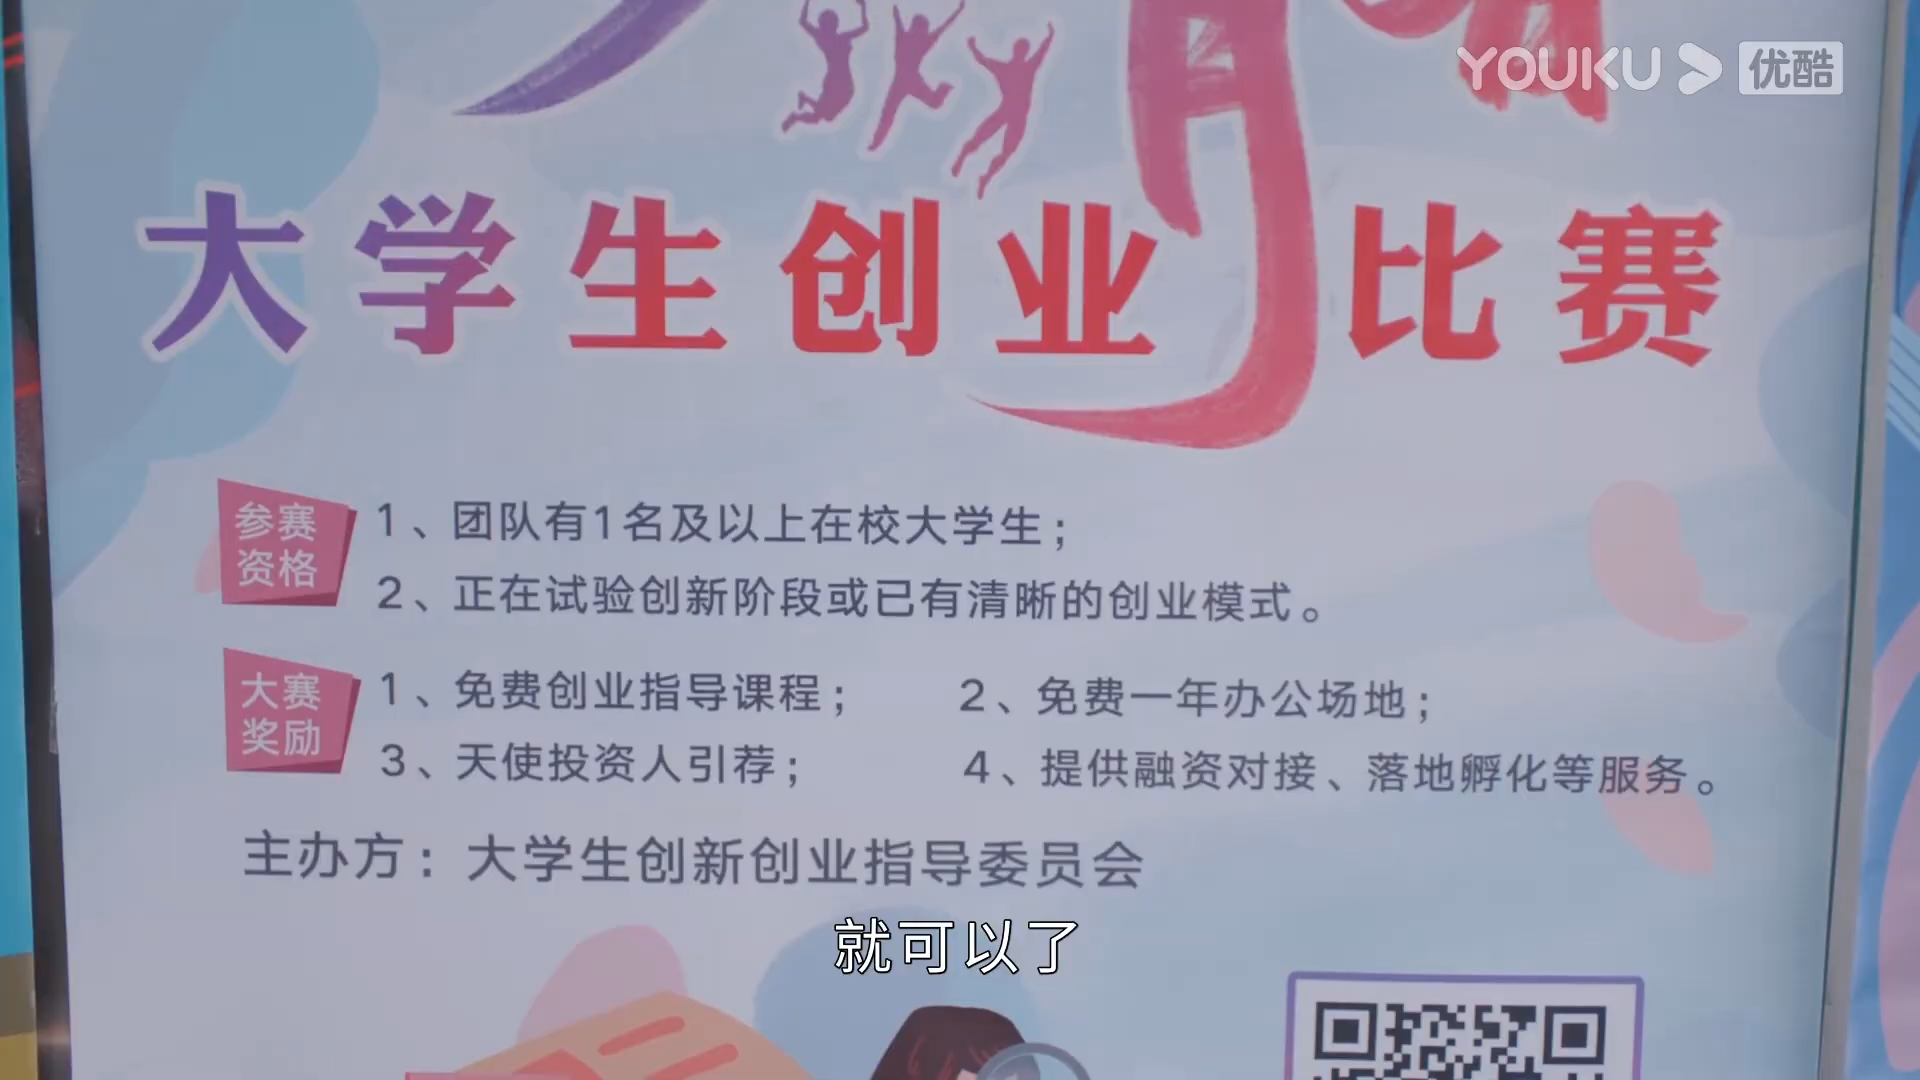 YOUKU 优酷
大学生创业比赛
参赛资格
1、团队有1名及以上在校大学生；
2、正在试验创新阶段或已有清晰的创业模式。
大赛奖励
1、免费创业指导课程； 2、免费一年办公场地；
3、天使投资人引荐； 4、提供融资对接、落地孵化等服务。
主办方：大学生创新创业指导委员会
就可以了